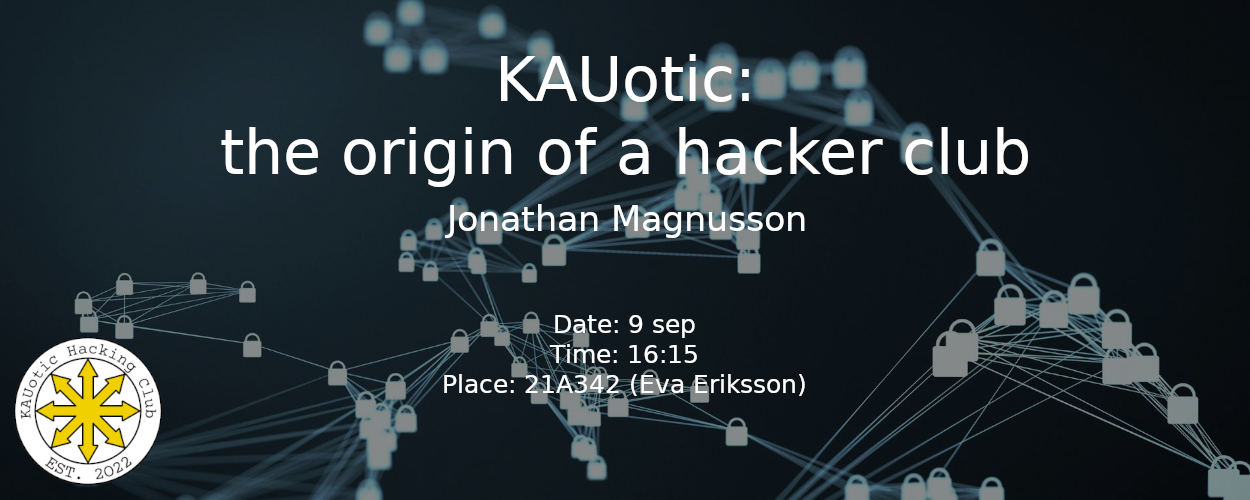 KAUotic:
the origin of a hacker club
Jonathan Magnusson
Date: 9 sep
Time: 16:15
Place: 21A342 (Eva Eriksson)
KAUotic Hacking Club
EST. 2022